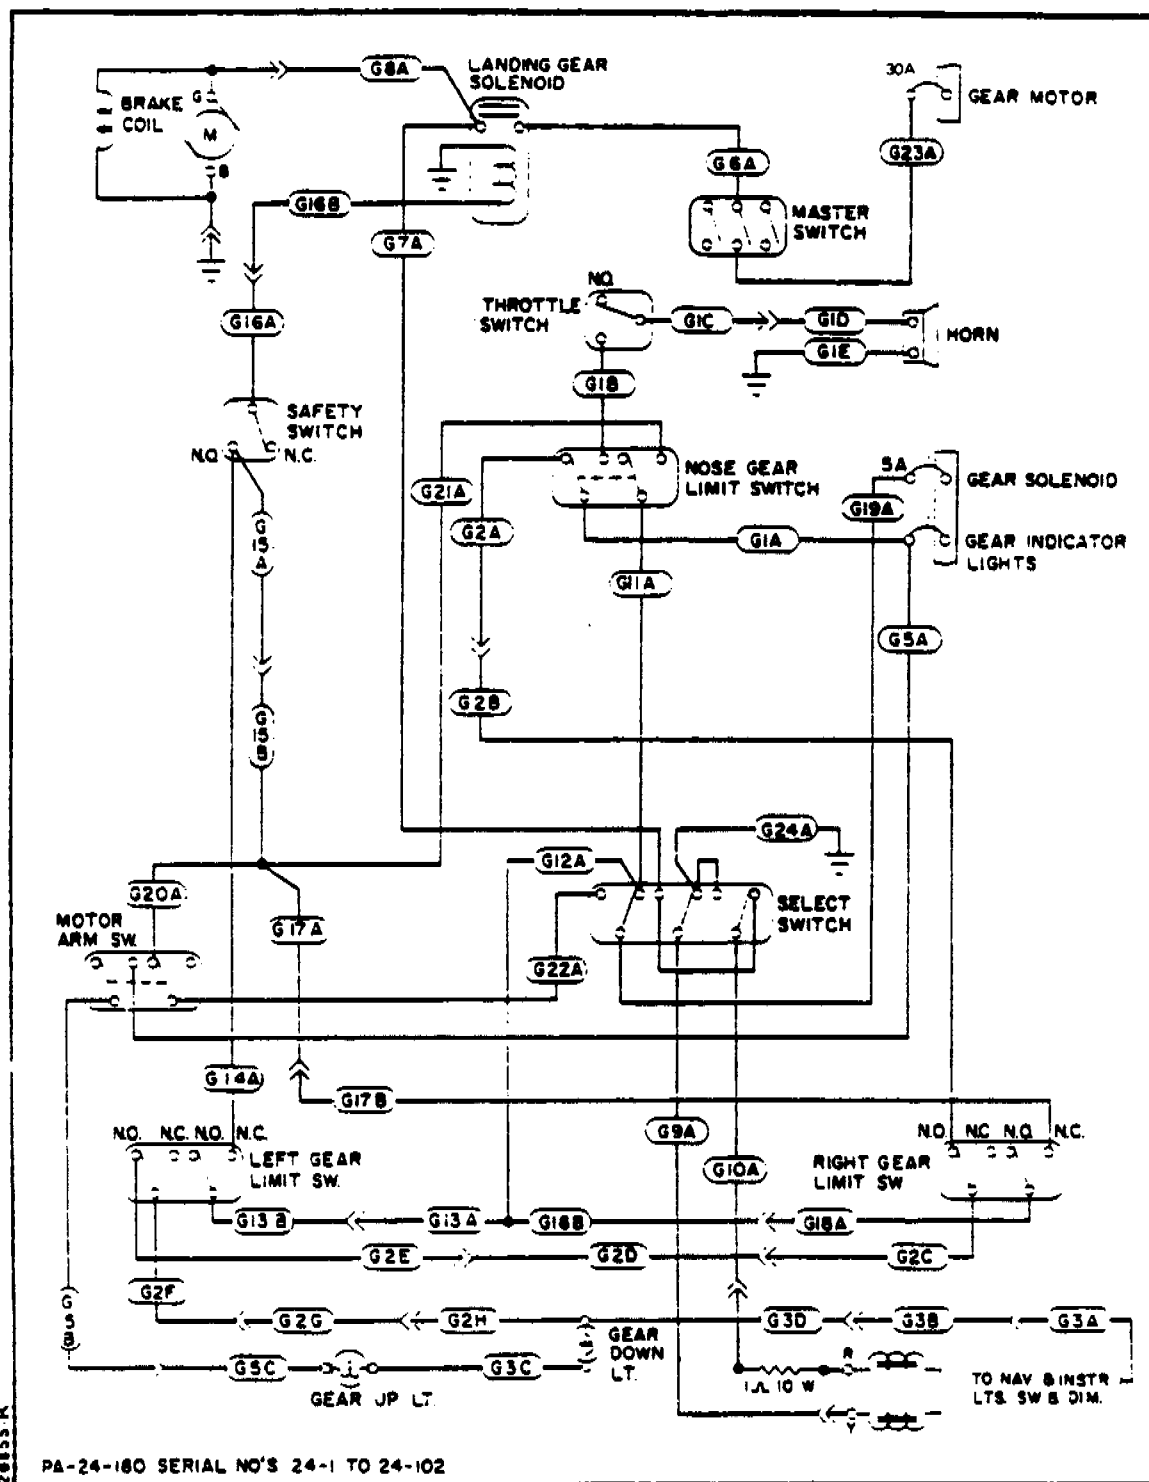 G8A
LANDING GEAR
SOLENOID
30A
GEAR MOTOR
BRAKE
COIL
G
M
B
G6A
G23A
G16B
MASTER
SWITCH
G7A
N.O.
THROTTLE
SWITCH
G1C
G1D
HORN
G1E
G16A
G1B
SAFETY
SWITCH
N.O.
N.C.
NOSE GEAR
LIMIT SWITCH
5A
GEAR SOLENOID
G21A
G19A
G2A
G1A
GEAR INDICATOR
LIGHTS
G15A
G11A
G5A
G2B
G15B
G24A
G12A
G20A
SELECT
SWITCH
MOTOR
ARM SW.
G17A
G22A
G14A
G17B
G9A
N.O. N.C. N.O. N.C.
N.O. N.C. N.O. N.C.
LEFT GEAR
LIMIT SW.
G10A
RIGHT GEAR
LIMIT SW
G13B
G13A
G18B
G18A
G2E
G2D
G2C
G2F
G2G
G2H
G3D
G3B
G3A
G5B
GEAR
DOWN
LT.
G5C
G3C
R
1Ω 10 W
GEAR UP LT.
TO NAV & INSTR
LTS. SW & DIM.
Y
PA-24-180 SERIAL NO'S 24-1 TO 24-102